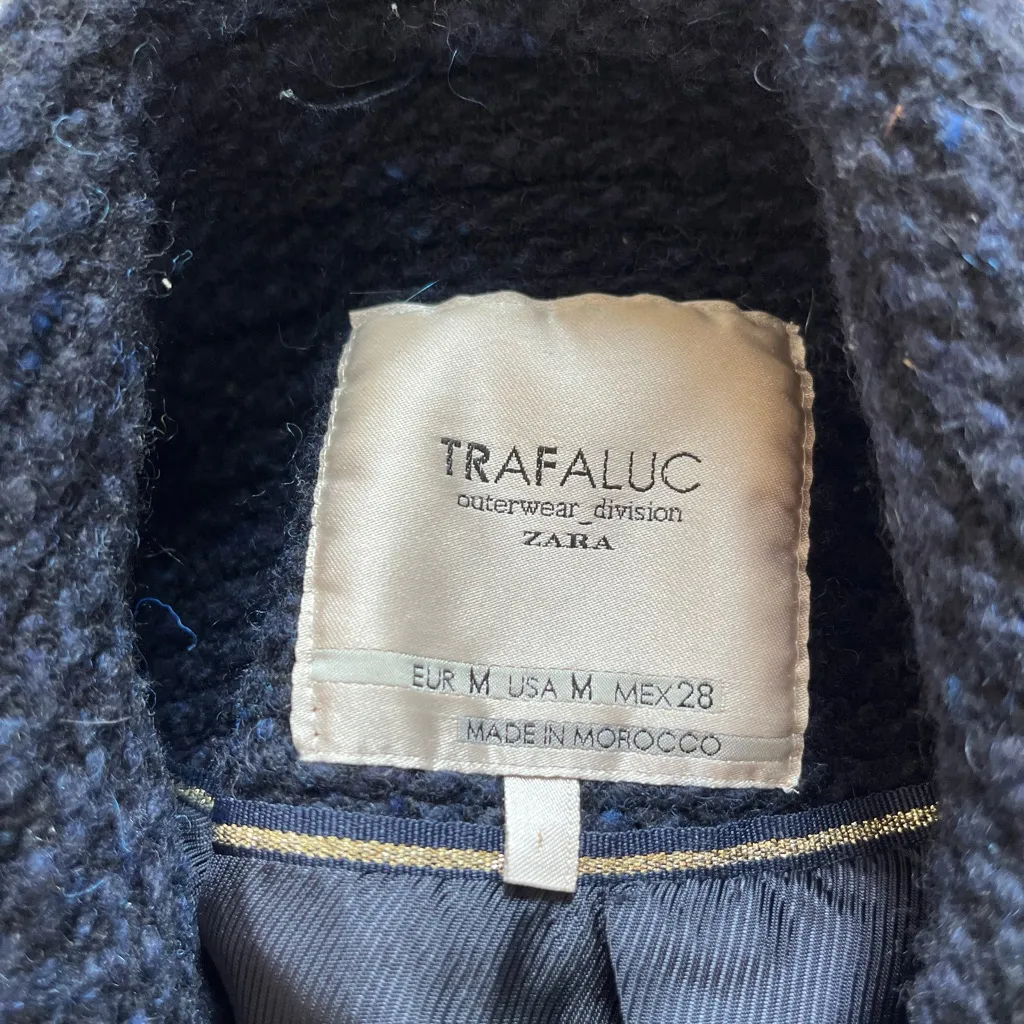 TRAFALUC
outerwear_division
ZARA
EUR M USA M MEX 28
MADE IN MOROCCO